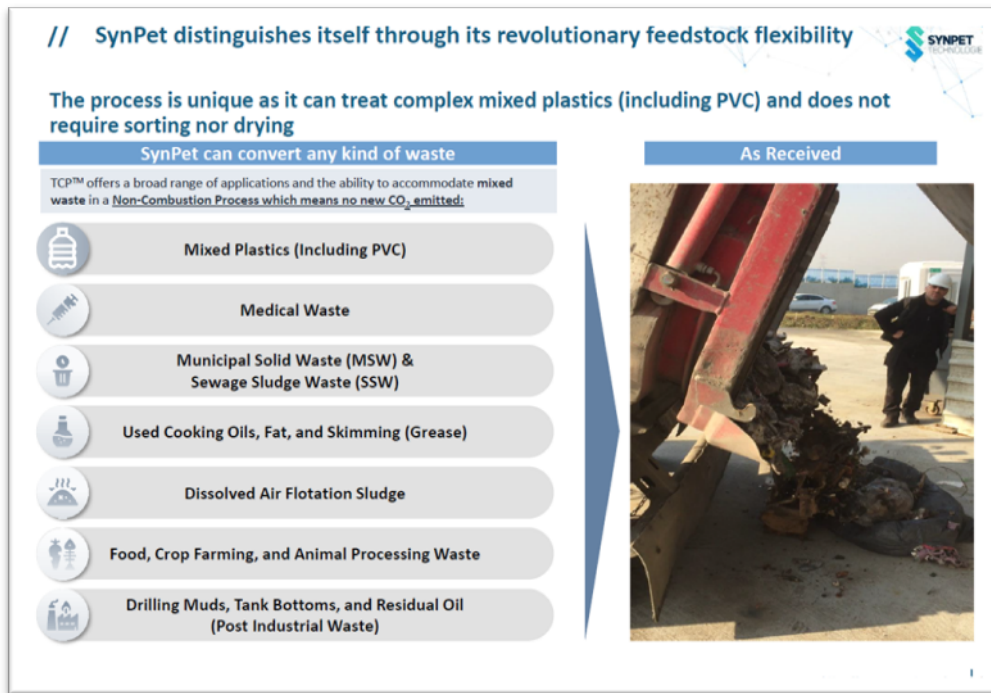 // SynPet distinguishes itself through its revolutionary feedstock flexibility
SYNPET
TECHNOLOGIE
The process is unique as it can treat complex mixed plastics (including PVC) and does not
require sorting nor drying
SynPet can convert any kind of waste
As Received
TCP™ offers a broad range of applications and the ability to accommodate mixed
waste in a Non-Combustion Process which means no new CO₂ emitted:
Mixed Plastics (Including PVC)
Medical Waste
Municipal Solid Waste (MSW) &
Sewage Sludge Waste (SSW)
Used Cooking Oils, Fat, and Skimming (Grease)
Dissolved Air Flotation Sludge
Food, Crop Farming, and Animal Processing Waste
Drilling Muds, Tank Bottoms, and Residual Oil
(Post Industrial Waste)